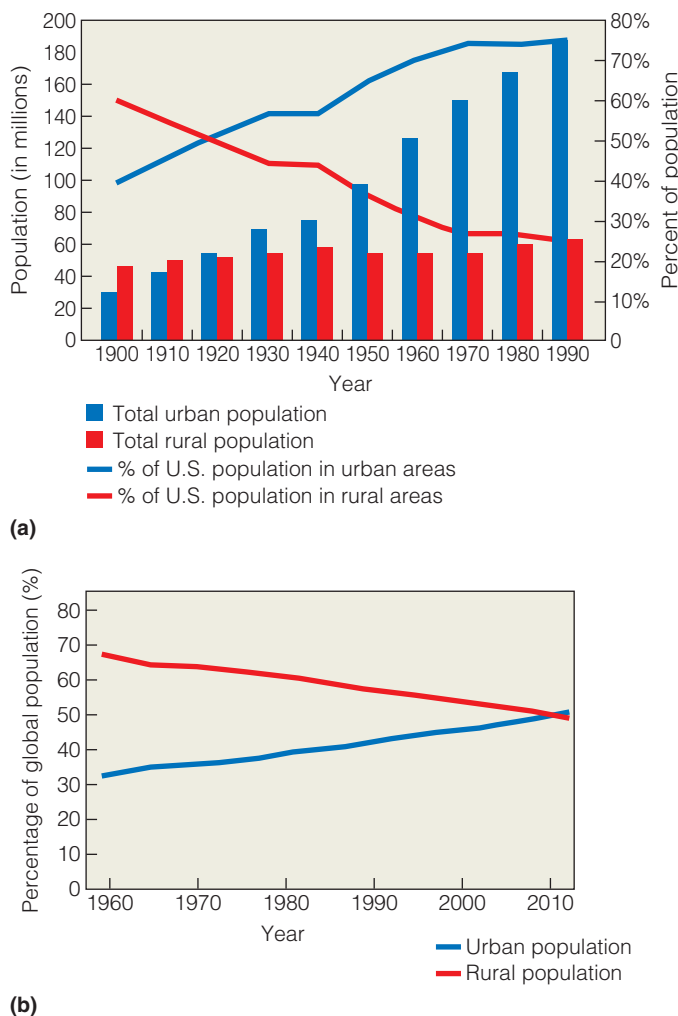 Population (in millions)
200
180
160
140
120
100
80
60
40
20
0
80%
70%
60%
50%
40%
30%
20%
10%
0
Percent of population
1900 1910 1920 1930 1940 1950 1960 1970 1980 1990
Year
Total urban population
Total rural population
% of U.S. population in urban areas
% of U.S. population in rural areas
(a)
Percentage of global population (%)
80
70
60
50
40
30
20
10
0
1960 1970 1980 1990 2000 2010
Year
Urban population
Rural population
(b)